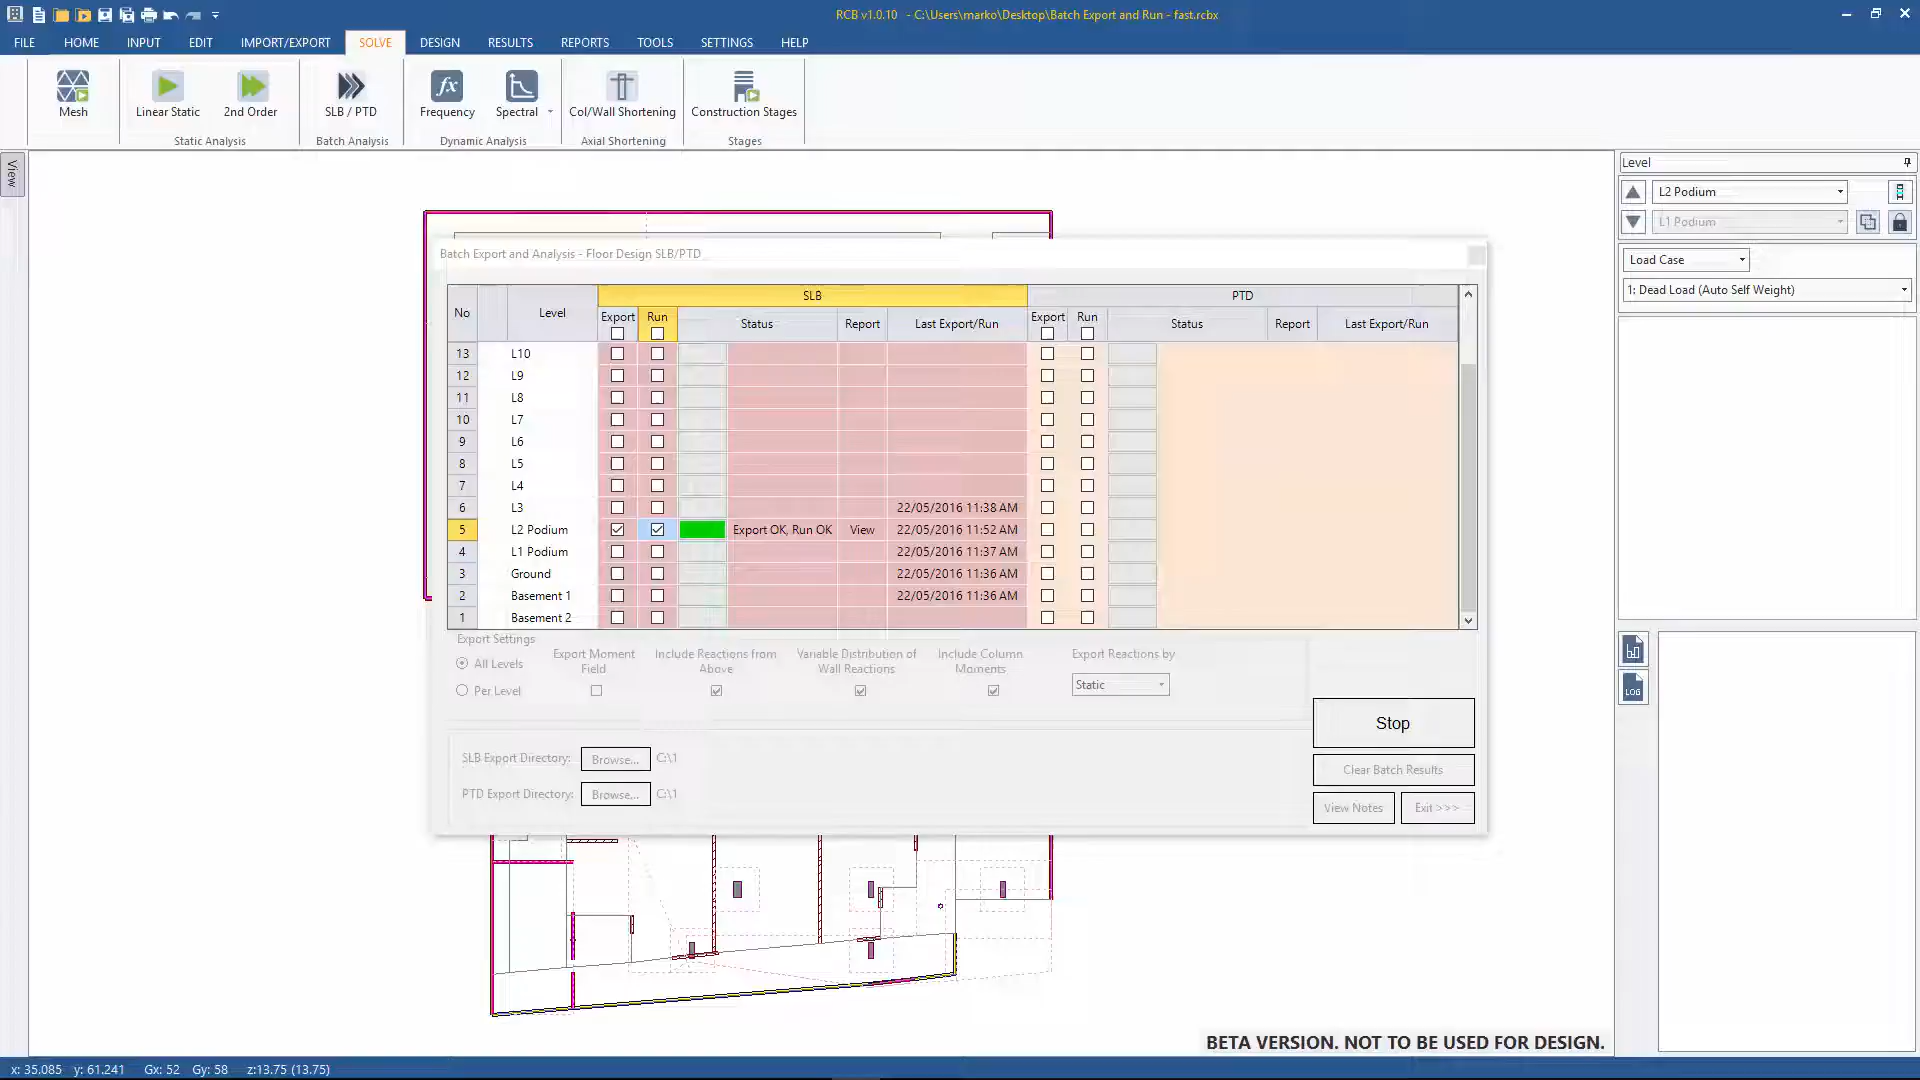 RCB v1.0.10 - C:\Users\marko\Desktop\Batch Export and Run - fast.rcbx
FILE HOME INPUT EDIT IMPORT/EXPORT SOLVE DESIGN RESULTS REPORTS TOOLS SETTINGS HELP
Mesh Linear Static 2nd Order SLB / PTD Frequency Spectral Col/Wall Shortening Construction Stages
Static Analysis Batch Analysis Dynamic Analysis Axial Shortening Stages
View
Level
L2 Podium
L1 Podium
Load Case
1: Dead Load (Auto Self Weight)
LOG
Batch Export and Analysis - Floor Design SLB/PTD
SLB PTD
No Level Export Run Status Report Last Export/Run Export Run Status Report Last Export/Run
13 L10
12 L9
11 L8
10 L7
9 L6
8 L5
7 L4
6 L3 22/05/2016 11:38 AM
5 L2 Podium Export OK, Run OK View 22/05/2016 11:52 AM
4 L1 Podium 22/05/2016 11:37 AM
3 Ground 22/05/2016 11:36 AM
2 Basement 1 22/05/2016 11:36 AM
1 Basement 2
Export Settings
All Levels
Per Level
Export Moment
Field
Include Reactions from
Above
Variable Distribution of
Wall Reactions
Include Column
Moments
Export Reactions by
Static
SLB Export Directory: Browse... C:\1
PTD Export Directory: Browse... C:\1
Stop
Clear Batch Results
View Notes Exit >>>
BETA VERSION. NOT TO BE USED FOR DESIGN.
x: 35.085 y: 61.241 Gx: 52 Gy: 58 z:13.75 (13.75)